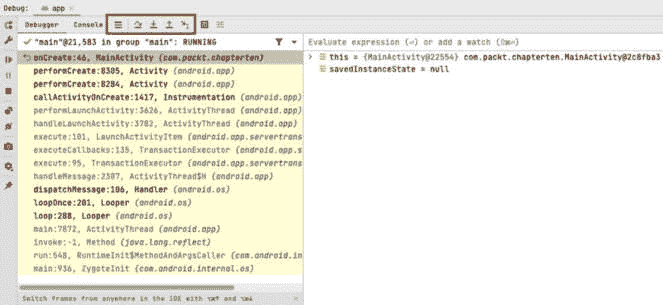 Debug: app ×
Debugger Console
"main"@21,583 in group "main": RUNNING
Evaluate expression (⏎) or add a watch (⇧⌘⏎)
onCreate:46, MainActivity (com.packt.chapterten)
this = {MainActivity@22554} com.packt.chapterten.MainActivity@2c8fba3
performCreate:8305, Activity (android.app)
savedInstanceState = null
performCreate:8284, Activity (android.app)
callActivityOnCreate:1417, Instrumentation (android.app)
performLaunchActivity:3626, ActivityThread (android.app)
handleLaunchActivity:3782, ActivityThread (android.app)
execute:101, LaunchActivityItem (android.app.servertrans
executeCallbacks:135, TransactionExecutor (android.app.s
execute:95, TransactionExecutor (android.app.servertrans
handleMessage:2307, ActivityThread$H (android.app)
dispatchMessage:106, Handler (android.os)
loopOnce:201, Looper (android.os)
loop:288, Looper (android.os)
main:7872, ActivityThread (android.app)
invoke:-1, Method (java.lang.reflect)
run:548, RuntimeInit$MethodAndArgsCaller (com.android.in
main:936, ZygoteInit (com.android.internal.os)
Switch frames from anywhere in the IDE with and ×